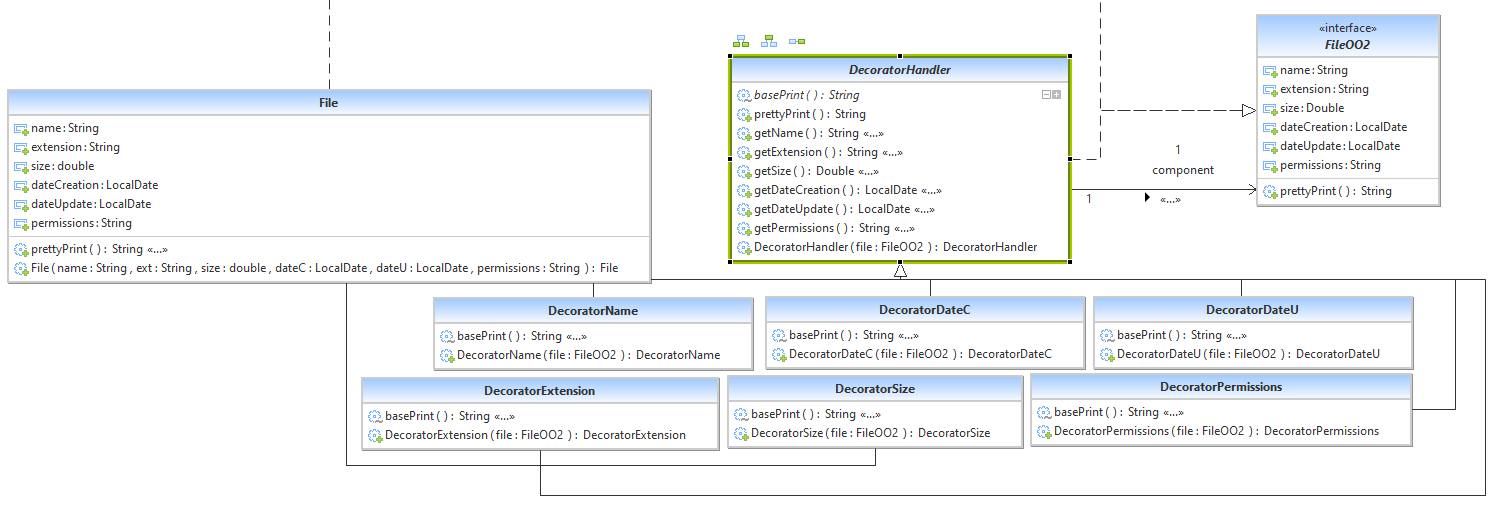 File
name:String
extension:String
size:double
dateCreation:LocalDate
dateUpdate:LocalDate
permissions:String
prettyPrint ( ) : String «...»
File ( name : String , ext : String , size : double , dateC : LocalDate , dateU : LocalDate , permissions : String ) : File
DecoratorHandler
basePrint ( ) : String
prettyPrint ( ) : String
getName ( ) : String «...»
getExtension ( ) : String «...»
getSize ( ) : Double «...»
getDateCreation ( ) : LocalDate «...»
getDateUpdate ( ) : LocalDate «...»
getPermissions ( ) : String «...»
DecoratorHandler ( file : FileOO2 ) : DecoratorHandler
1
component
1
«...»
«interface»
FileOO2
name:String
extension:String
size:Double
dateCreation:LocalDate
dateUpdate:LocalDate
permissions:String
prettyPrint ( ) : String
DecoratorName
basePrint ( ) : String «...»
DecoratorName ( file : FileOO2 ) : DecoratorName
DecoratorDateC
basePrint ( ) : String «...»
DecoratorDateC ( file : FileOO2 ) : DecoratorDateC
DecoratorDateU
basePrint ( ) : String «...»
DecoratorDateU ( file : FileOO2 ) : DecoratorDateU
DecoratorExtension
basePrint ( ) : String «...»
DecoratorExtension ( file : FileOO2 ) : DecoratorExtension
DecoratorSize
basePrint ( ) : String «...»
DecoratorSize ( file : FileOO2 ) : DecoratorSize
DecoratorPermissions
basePrint ( ) : String «...»
DecoratorPermissions ( file : FileOO2 ) : DecoratorPermissions